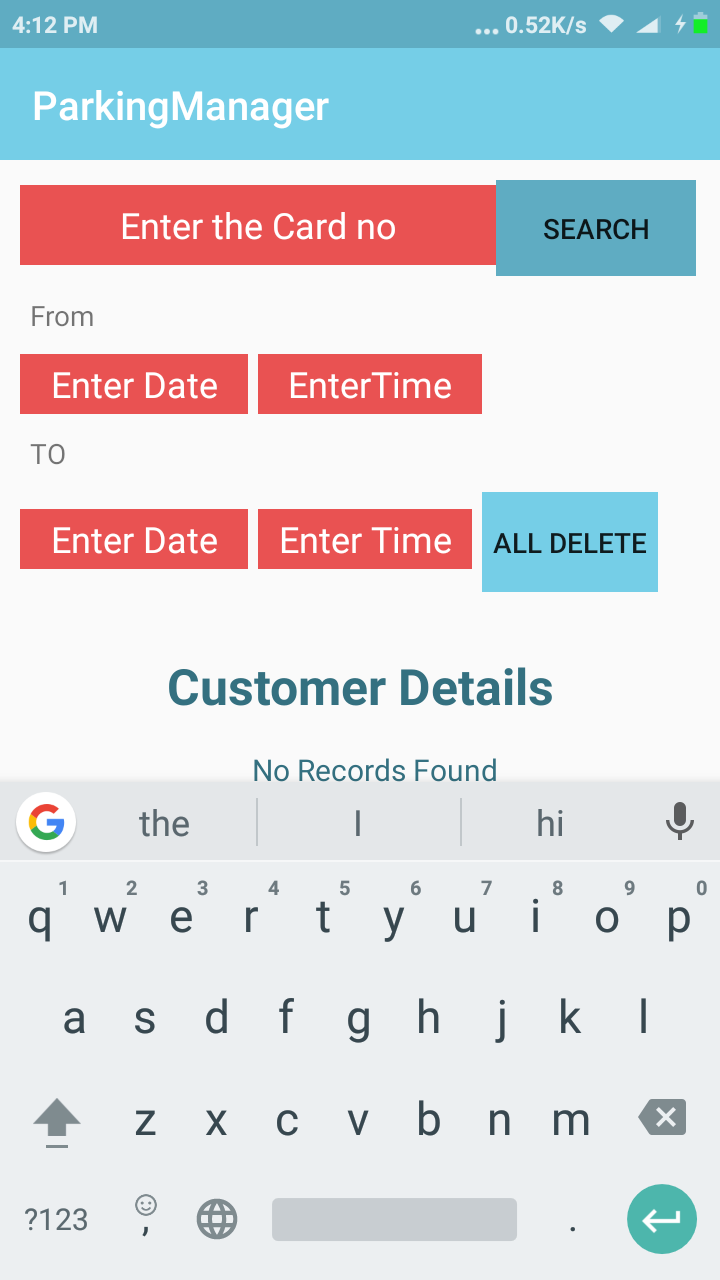 4:12 PM ... 0.52K/s
ParkingManager
Enter the Card no SEARCH
From
Enter Date EnterTime
TO
Enter Date Enter Time ALL DELETE
Customer Details
No Records Found
G the I hi
1 2 3 4 5 6 7 8 9 0
q w e r t y u i o p
a s d f g h j k l
z x c v b n m
?123 , .